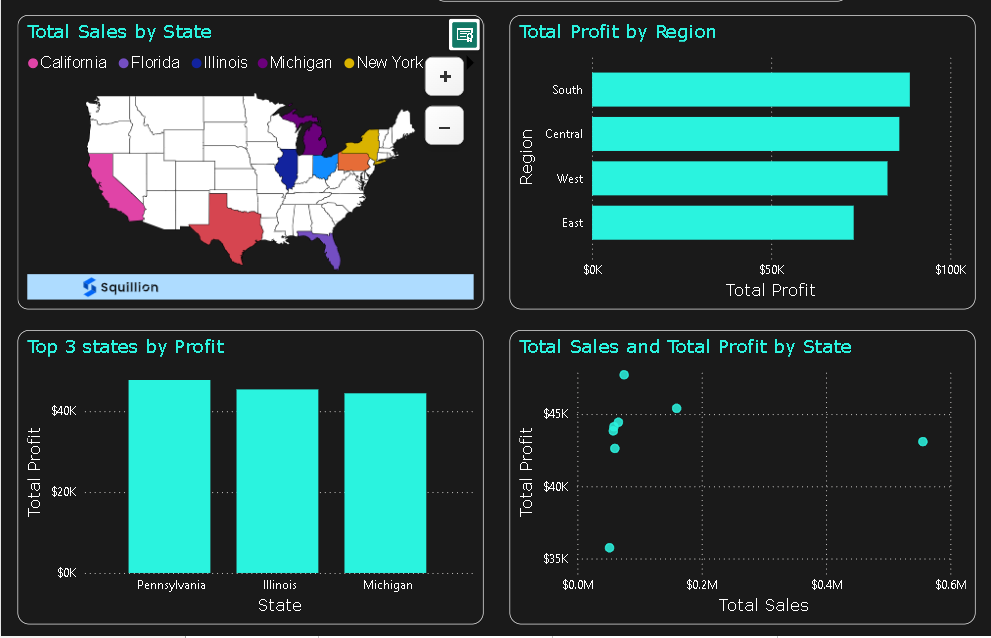 Total Sales by State
California Florida Illinois Michigan New York
+
−
Squillion
Total Profit by Region
Region
South
Central
West
East
$0K $50K $100K
Total Profit
Top 3 states by Profit
Total Profit
$40K
$20K
$0K
Pennsylvania Illinois Michigan
State
Total Sales and Total Profit by State
Total Profit
$45K
$40K
$35K
$0.0M $0.2M $0.4M $0.6M
Total Sales